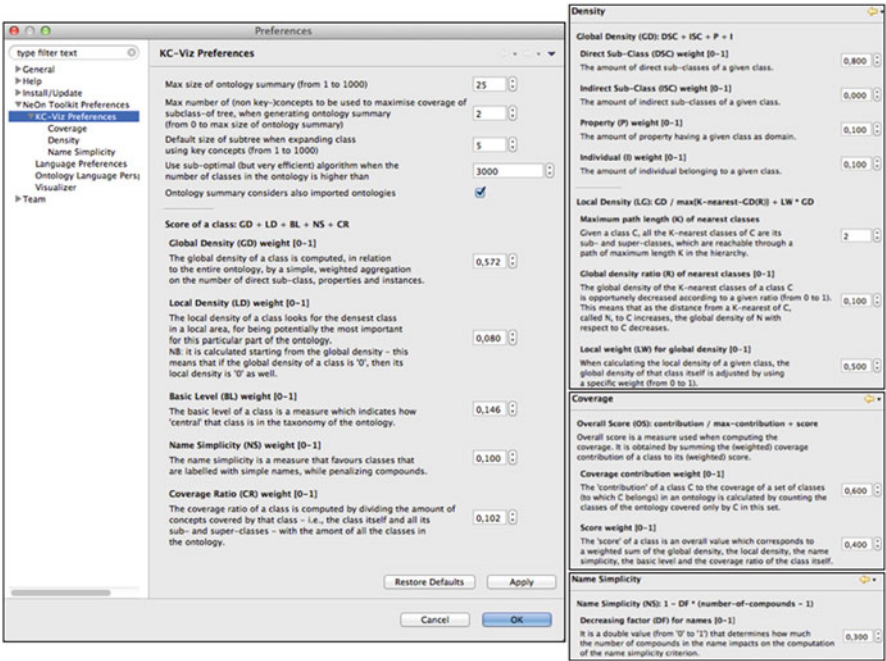 Preferences
type filter text
General
Help
Install/Update
NeOn Toolkit Preferences
KC-Viz Preferences
Coverage
Density
Name Simplicity
Language Preferences
Ontology Language Pers
Visualizer
Team
KC-Viz Preferences
Max size of ontology summary (from 1 to 1000)
25
Max number of (non key-)concepts to be used to maximise coverage of
subclass-of tree, when generating ontology summary
(from 0 to max size of ontology summary)
2
Default size of subtree when expanding class
using key concepts (from 1 to 1000)
5
Use sub-optimal (but very efficient) algorithm when the
number of classes in the ontology is higher than
3000
Ontology summary considers also imported ontologies
Score of a class: GD + LD + BL + NS + CR
Global Density (GD) weight [0-1]
The global density of a class is computed, in relation
to the entire ontology, by a simple, weighted aggregation
on the number of direct sub-class, properties and instances.
0,572
Local Density (LD) weight [0-1]
The local density of a class looks for the densest class
in a local area, for being potentially the most important
for this particular part of the ontology.
NB: it is calculated starting from the global density - this
means that if the global density of a class is '0', then its
local density is '0' as well.
0,080
Basic Level (BL) weight [0-1]
The basic level of a class is a measure which indicates how
'central' that class is in the taxonomy of the ontology.
0,146
Name Simplicity (NS) weight [0-1]
The name simplicity is a measure that favours classes that
are labelled with simple names, while penalizing compounds.
0,100
Coverage Ratio (CR) weight [0-1]
The coverage ratio of a class is computed by dividing the amount of
concepts covered by that class - i.e., the class itself and all its
sub- and super-classes - with the amont of all the classes in
the ontology.
0,102
Restore Defaults
Apply
Cancel
OK
Density
Global Density (GD): DSC + ISC + P + I
Direct Sub-Class (DSC) weight [0-1]
The amount of direct sub-classes of a given class.
0,800
Indirect Sub-Class (ISC) weight [0-1]
The amount of indirect sub-classes of a given class.
0,000
Property (P) weight [0-1]
The amount of property having a given class as domain.
0,100
Individual (I) weight [0-1]
The amount of individual belonging to a given class.
0,100
Local Density (LG): GD / max(K-nearest-GD(R)) + LW * GD
Maximum path length (K) of nearest classes
Given a class C, all the K-nearest classes of C are its
sub- and super-classes, which are reachable through a
path of maximum length K in the hierarchy.
2
Global density ratio (R) of nearest classes [0-1]
The global density of the K-nearest classes of a class C
is opportunely decreased according to a given ratio (from 0 to 1).
This means that as the distance from a K-nearest of C,
called N, to C increases, the global density of N with
respect to C decreases.
0,100
Local weight (LW) for global density [0-1]
When calculating the local density of a given class, the
global density of that class itself is adjusted by using
a specific weight (from 0 to 1).
0,500
Coverage
Overall Score (OS): contribution / max-contribution + score
Overall score is a measure used when computing the
coverage. It is obtained by summing the (weighted) coverage
contribution of a class to its (weighted) score.
Coverage contribution weight [0-1]
The 'contribution' of a class C to the coverage of a set of classes
(to which C belongs) in an ontology is calculated by counting the
classes of the ontology covered only by C in this set.
0,600
Score weight [0-1]
The 'score' of a class is an overall value which corresponds to
a weighted sum of the global density, the local density, the name
simplicity, the basic level and the coverage ratio of the class itself.
0,400
Name Simplicity
Name Simplicity (NS): 1 - DF * (number-of-compounds - 1)
Decreasing factor (DF) for names [0-1]
It is a double value (from '0' to '1') that determines how much
the number of compounds in the name impacts on the computation
of the name simplicity criterion.
0,300